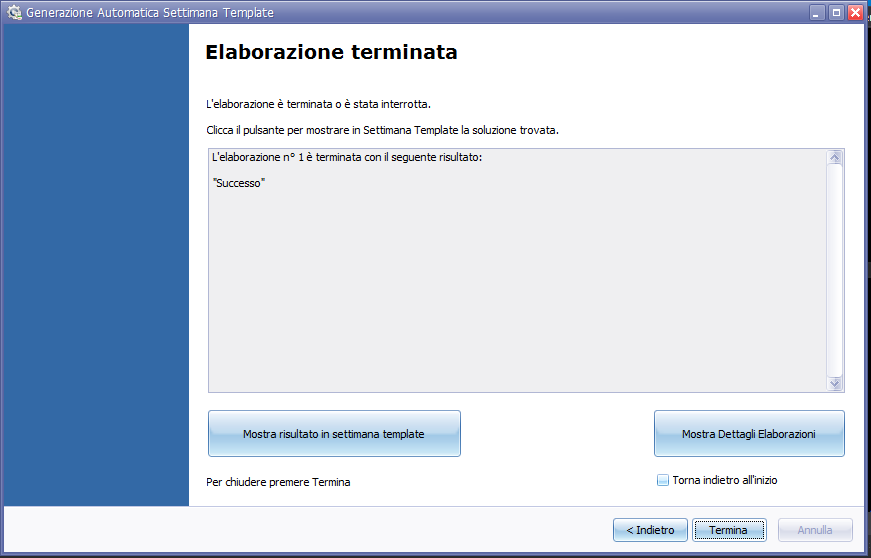 Generazione Automatica Settimana Template
Elaborazione terminata
L'elaborazione è terminata o è stata interrotta.
Clicca il pulsante per mostrare in Settimana Template la soluzione trovata.
L'elaborazione n° 1 è terminata con il seguente risultato:
"Successo"
Mostra risultato in settimana template
Mostra Dettagli Elaborazioni
Per chiudere premere Termina
Torna indietro all'inizio
< Indietro
Termina
Annulla